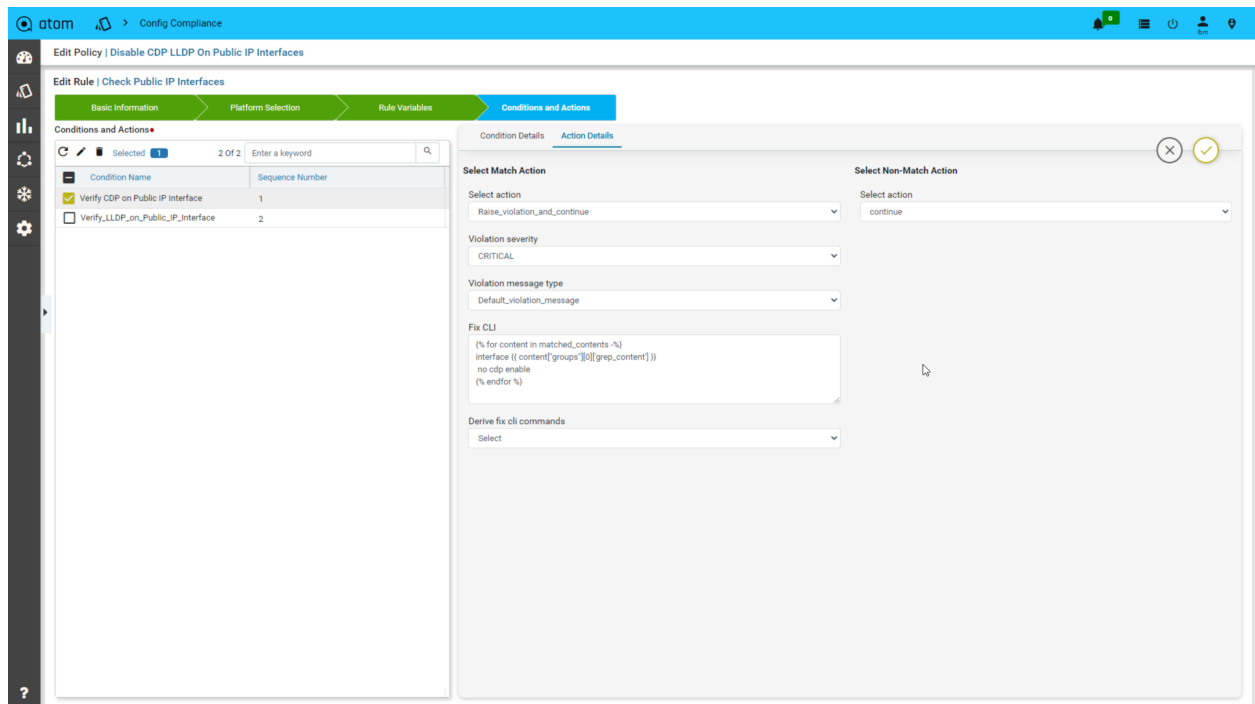 atom > Config Compliance
0
ibm
Edit Policy | Disable CDP LLDP On Public IP Interfaces
Edit Rule | Check Public IP Interfaces
Basic Information Platform Selection Rule Variables Conditions and Actions
Conditions and Actions
Selected 1 2 Of 2 Enter a keyword
Condition Name Sequence Number
Verify CDP on Public IP Interface 1
Verify_LLDP_on_Public_IP_Interface 2
Condition Details Action Details
Select Match Action
Select action
Raise_violation_and_continue
Violation severity
CRITICAL
Violation message type
Default_violation_message
Fix CLI
{% for content in matched_contents -%}
interface {{ content["groups"][0]['grep_content'] }}
no cdp enable
{% endfor %}
Derive fix cli commands
Select
Select Non-Match Action
Select action
continue
?